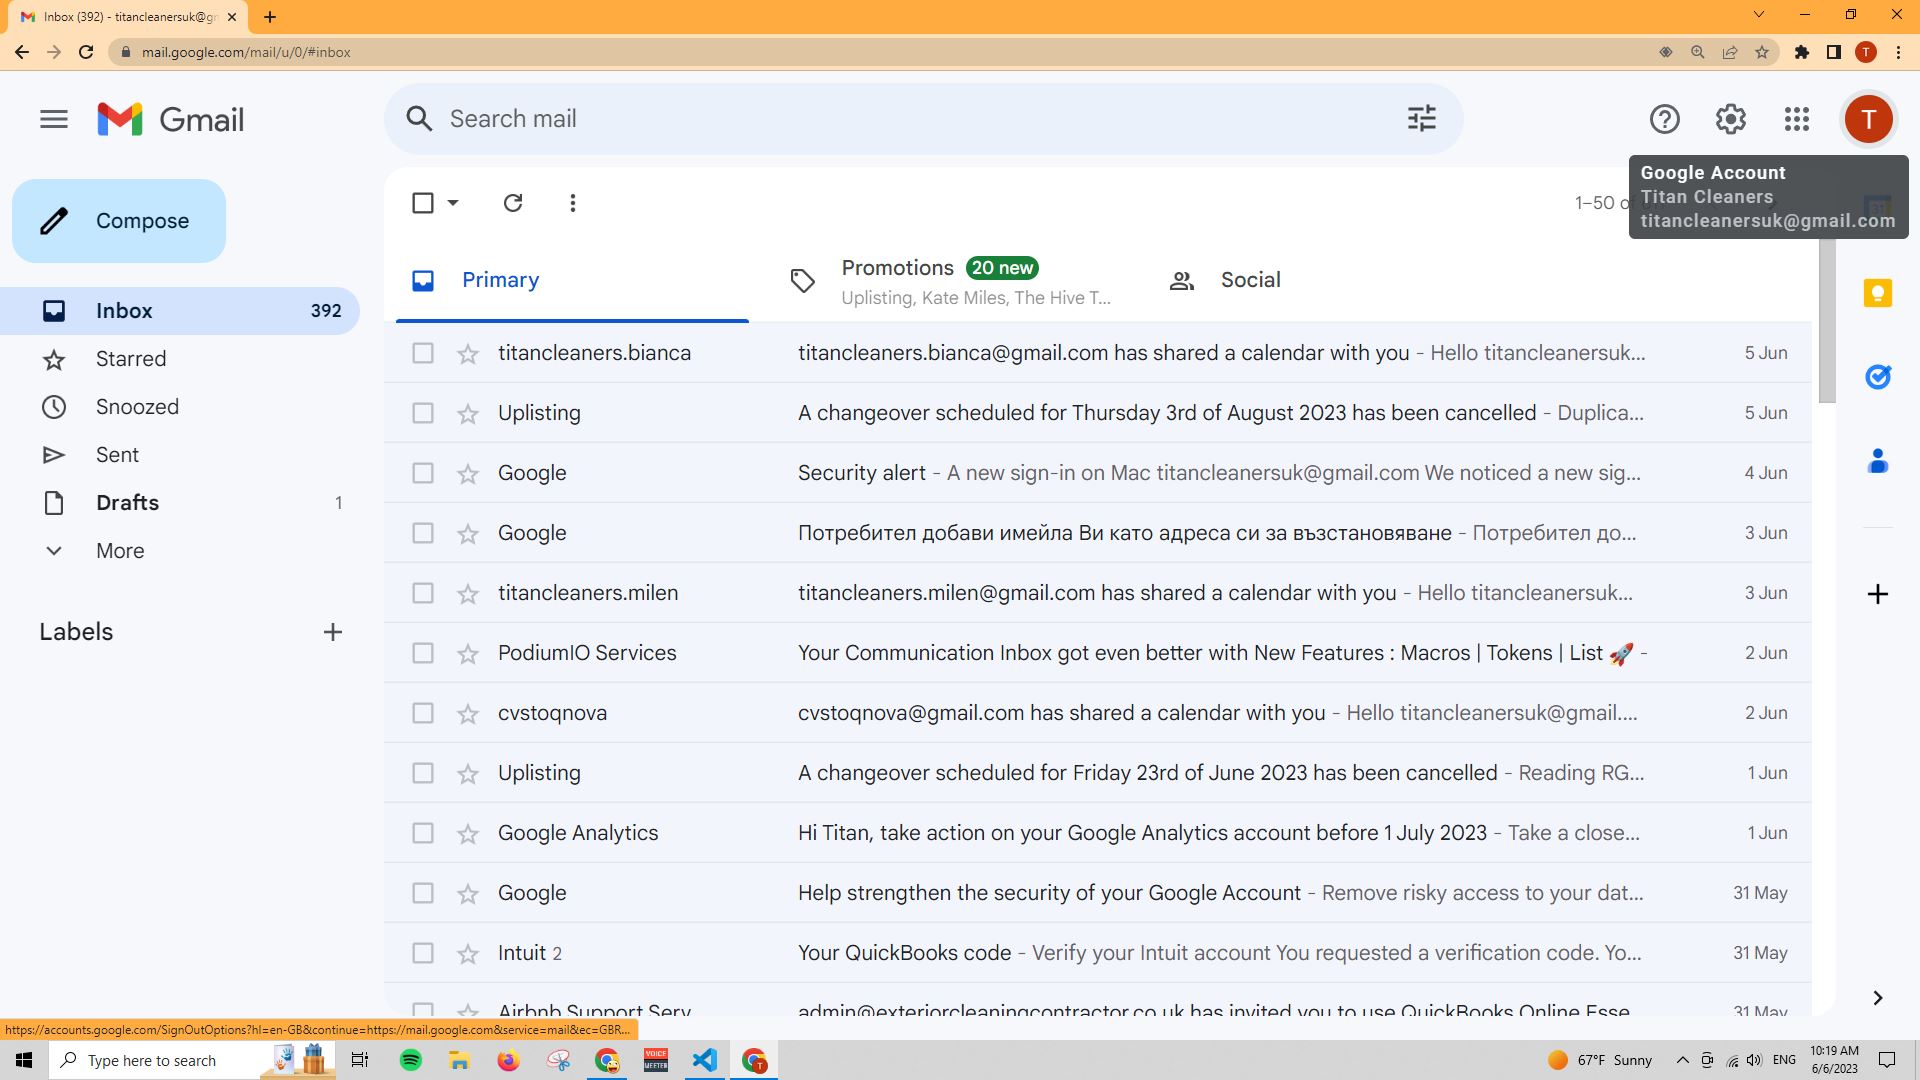 Inbox (392) - titancleanersuk@gm
mail.google.com/mail/u/0/#inbox
T
Gmail
Search mail
T
Google Account
Titan Cleaners
titancleanersuk@gmail.com
Compose
1–50 of
Primary
Promotions 20 new
Uplisting, Kate Miles, The Hive T...
Social
Inbox 392
Starred
Snoozed
Sent
Drafts 1
More
Labels
titancleaners.bianca titancleaners.bianca@gmail.com has shared a calendar with you - Hello titancleanersuk... 5 Jun
Uplisting A changeover scheduled for Thursday 3rd of August 2023 has been cancelled - Duplica... 5 Jun
Google Security alert - A new sign-in on Mac titancleanersuk@gmail.com We noticed a new sig... 4 Jun
Google Потребител добави имейла Ви като адреса си за възстановяване - Потребител до... 3 Jun
titancleaners.milen titancleaners.milen@gmail.com has shared a calendar with you - Hello titancleanersuk... 3 Jun
PodiumIO Services Your Communication Inbox got even better with New Features : Macros | Tokens | List 🚀 - 2 Jun
cvstoqnova cvstoqnova@gmail.com has shared a calendar with you - Hello titancleanersuk@gmail.... 2 Jun
Uplisting A changeover scheduled for Friday 23rd of June 2023 has been cancelled - Reading RG... 1 Jun
Google Analytics Hi Titan, take action on your Google Analytics account before 1 July 2023 - Take a close... 1 Jun
Google Help strengthen the security of your Google Account - Remove risky access to your dat... 31 May
Intuit 2 Your QuickBooks code - Verify your Intuit account You requested a verification code. Yo... 31 May
Airbnb Support Serv. admin@exteriorcleaningcontractor.co.uk has invited you to use QuickBooks Online Esse 31 May
https://accounts.google.com/SignOutOptions?hl=en-GB&continue=https://mail.google.com&service=mail&ec=GBR...
Type here to search
VOICE
MEETER
T
67°F Sunny
ENG
10:19 AM
6/6/2023